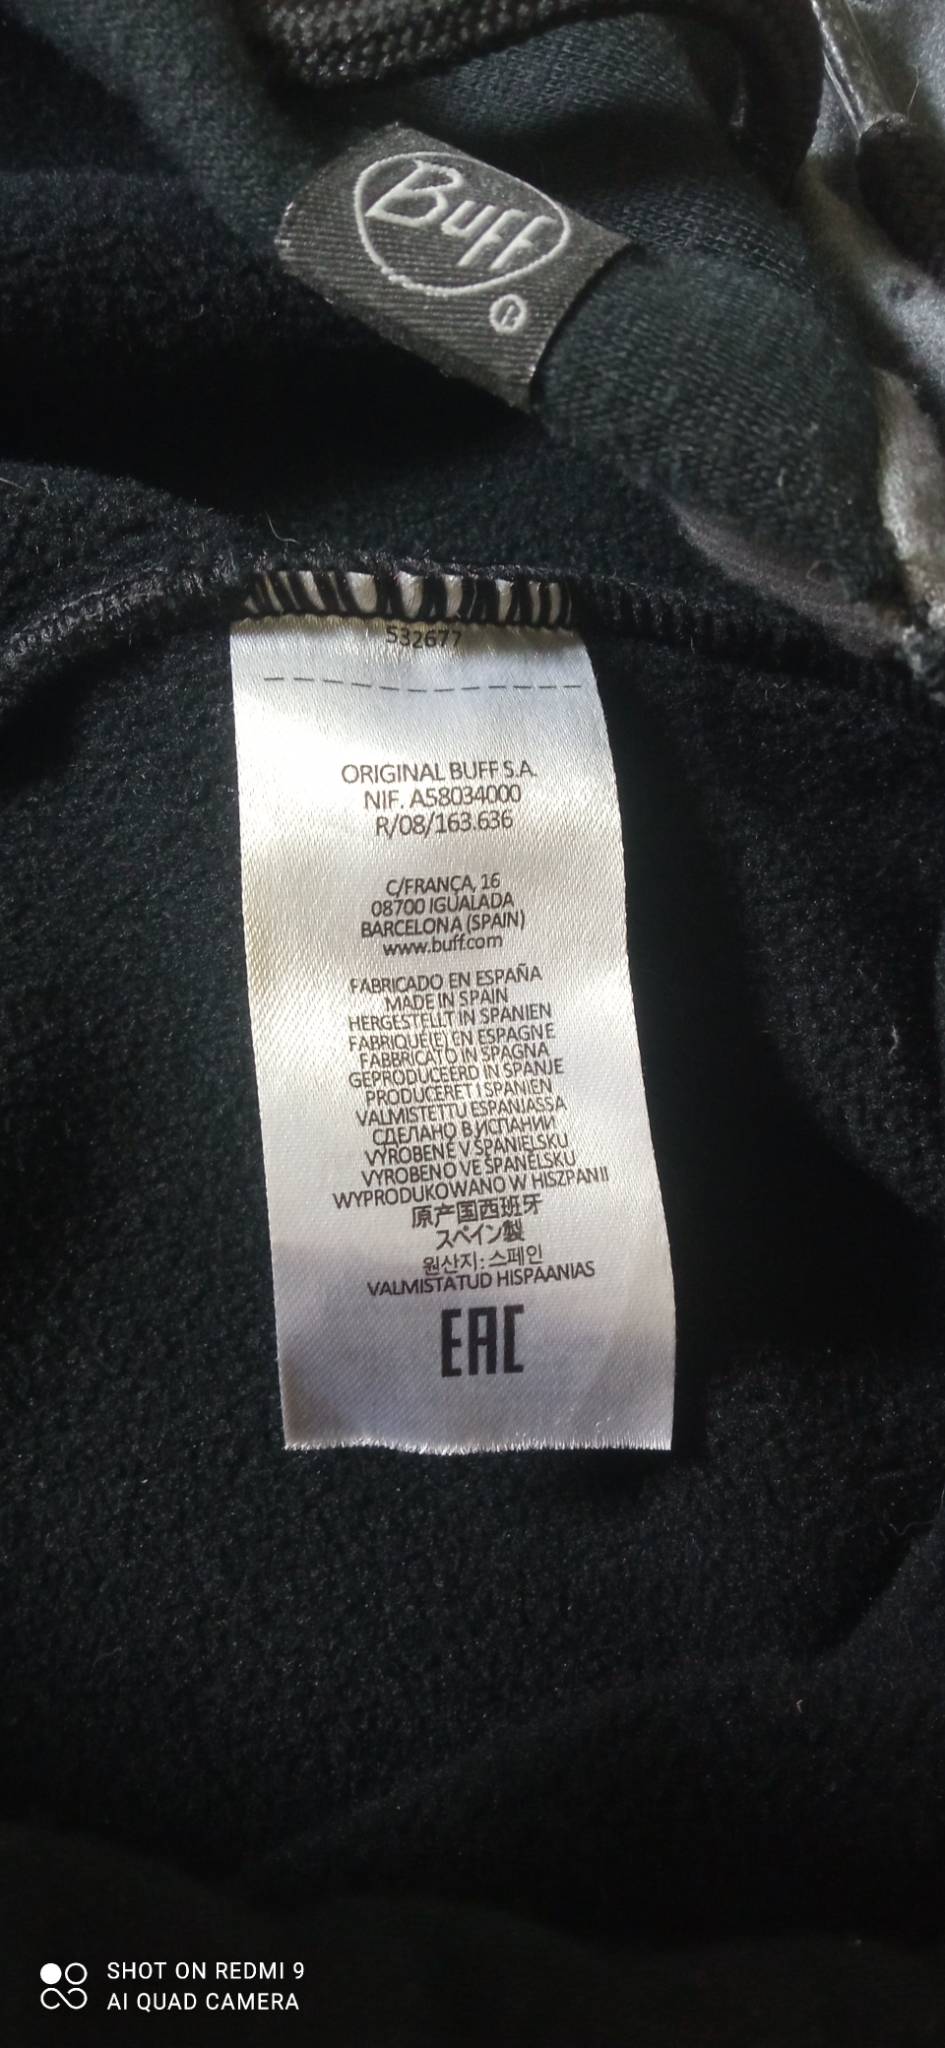 Buff
®
532677
ORIGINAL BUFF S.A.
NIF. A58034000
R/08/163.636
C/FRANÇA, 16
08700 IGUALADA
BARCELONA (SPAIN)
www.buff.com
FABRICADO EN ESPAÑA
MADE IN SPAIN
HERGESTELLT IN SPANIEN
FABRIQUÉ(E) EN ESPAGNE
FABBRICATO IN SPAGNA
GEPRODUCEERD IN SPANJE
PRODUCERET I SPANIEN
VALMISTETTU ESPANJASSA
СДЕЛАНО В ИСПАНИИ
VYROBENÉ V ŠPANIELSKU
VYROBENO VE ŠPANĚLSKU
WYPRODUKOWANO W HISZPANII
原产国西班牙
スペイン製
원산지: 스페인
VALMISTATUD HISPAANIAS
EAC
SHOT ON REDMI 9
AI QUAD CAMERA